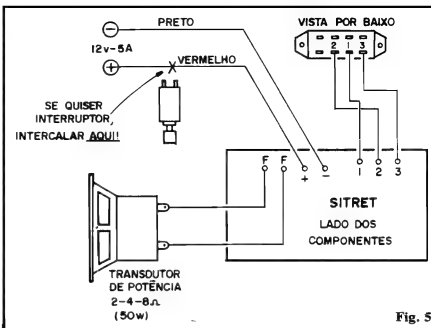 PRETO
12v-5A
VERMELHO
SE QUISER
INTERRUPTOR,
INTERCALAR AQUI!
VISTA POR BAIXO
2 1 3
F F + - 1 2 3
SITRET
LADO DOS
COMPONENTES
TRANSDUTOR
DE POTÊNCIA
2-4-8Ω
(50w)
Fig. 5